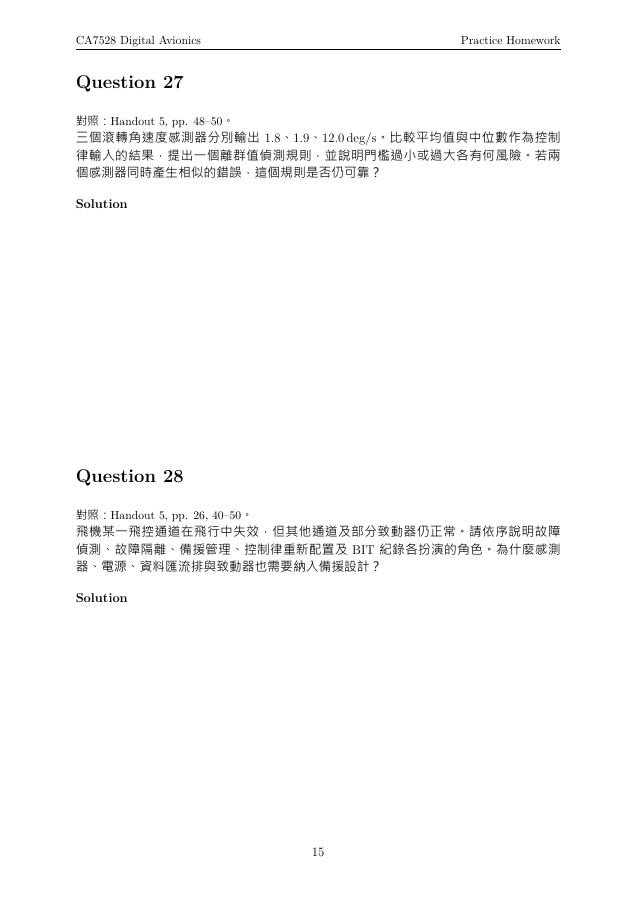 CA7528 Digital Avionics Practice Homework
Question 27
對照：Handout 5, pp. 48–50。
三個滾轉角速度感測器分別輸出 1.8、1.9、12.0 deg/s。比較平均值與中位數作為控制
律輸入的結果，提出一個離群值偵測規則，並說明門檻過小或過大各有何風險。若兩
個感測器同時產生相似的錯誤，這個規則是否仍可靠？
Solution
Question 28
對照：Handout 5, pp. 26, 40–50。
飛機某一飛控通道在飛行中失效，但其他通道及部分致動器仍正常。請依序說明故障
偵測、故障隔離、備援管理、控制律重新配置及 BIT 紀錄各扮演的角色。為什麼感測
器、電源、資料匯流排與致動器也需要納入備援設計？
Solution
15